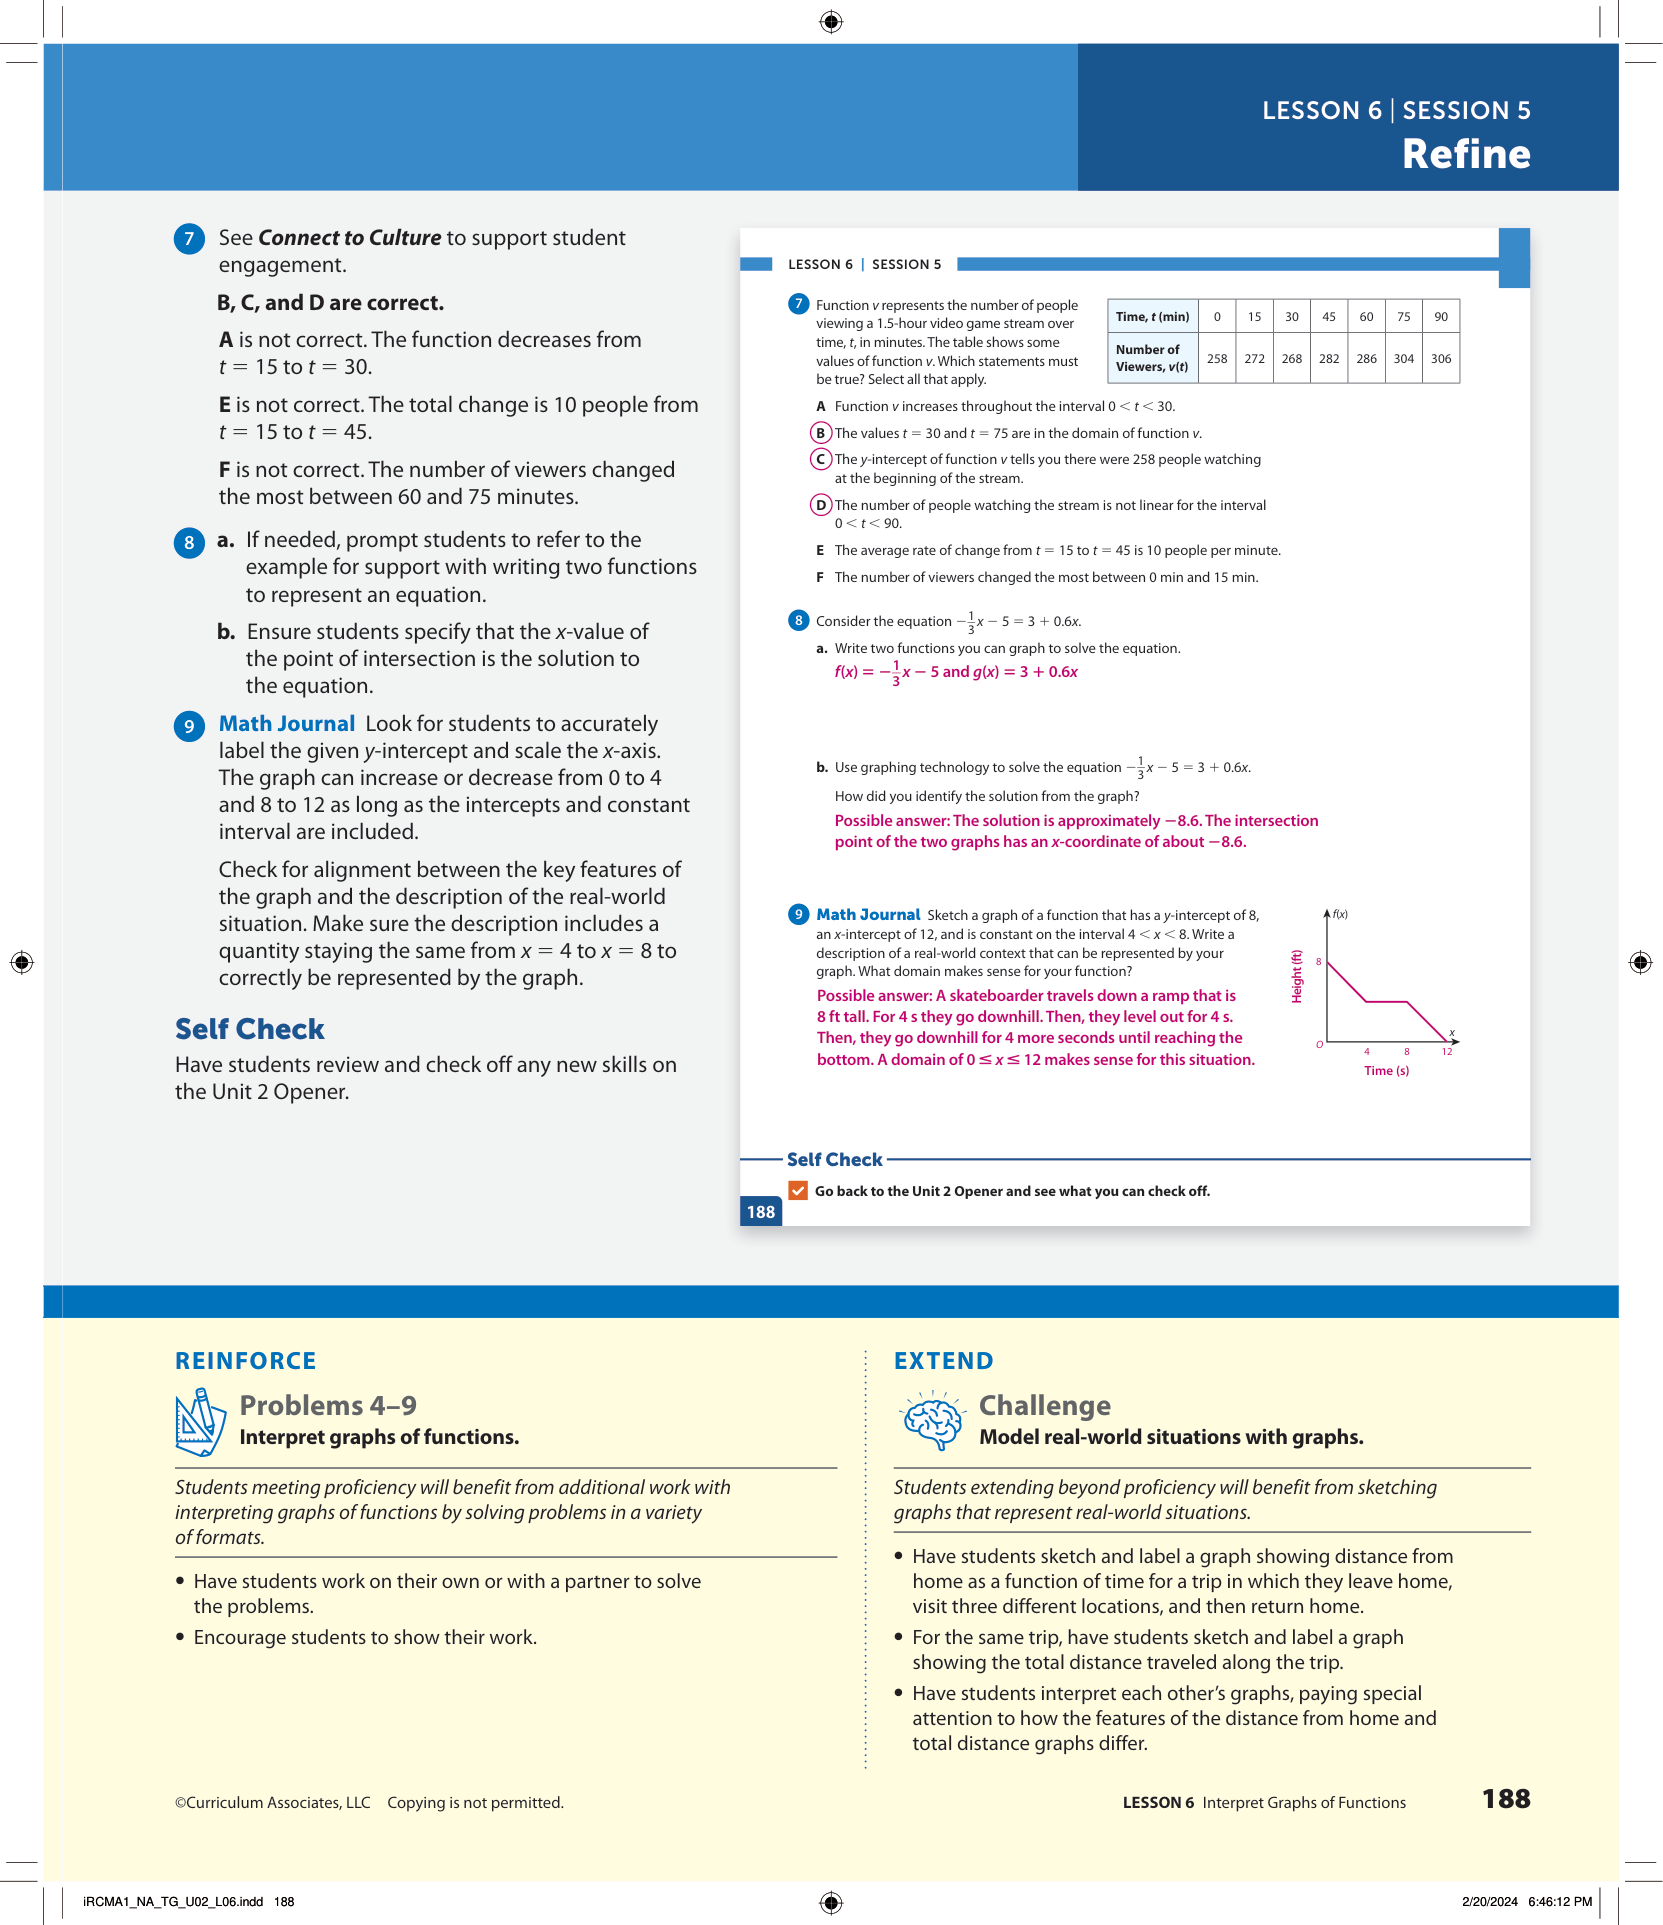 LESSON 6 | SESSION 5
Refine
7 See Connect to Culture to support student
engagement.
B, C, and D are correct.
A is not correct. The function decreases from
t = 15 to t = 30.
E is not correct. The total change is 10 people from
t = 15 to t = 45.
F is not correct. The number of viewers changed
the most between 60 and 75 minutes.
8 a. If needed, prompt students to refer to the
example for support with writing two functions
to represent an equation.
b. Ensure students specify that the x-value of
the point of intersection is the solution to
the equation.
9 Math Journal Look for students to accurately
label the given y-intercept and scale the x-axis.
The graph can increase or decrease from 0 to 4
and 8 to 12 as long as the intercepts and constant
interval are included.
Check for alignment between the key features of
the graph and the description of the real-world
situation. Make sure the description includes a
quantity staying the same from x = 4 to x = 8 to
correctly be represented by the graph.
Self Check
Have students review and check off any new skills on
the Unit 2 Opener.
LESSON 6 | SESSION 5
7 Function v represents the number of people
viewing a 1.5-hour video game stream over
time, t, in minutes. The table shows some
values of function v. Which statements must
be true? Select all that apply.
Time, t (min) 0 15 30 45 60 75 90
Number of
Viewers, v(t) 258 272 268 282 286 304 306
A Function v increases throughout the interval 0 < t < 30.
B The values t = 30 and t = 75 are in the domain of function v.
C The y-intercept of function v tells you there were 258 people watching
at the beginning of the stream.
D The number of people watching the stream is not linear for the interval
0 < t < 90.
E The average rate of change from t = 15 to t = 45 is 10 people per minute.
F The number of viewers changed the most between 0 min and 15 min.
8 Consider the equation −1/3x − 5 = 3 + 0.6x.
a. Write two functions you can graph to solve the equation.
f(x) = −1/3x − 5 and g(x) = 3 + 0.6x
b. Use graphing technology to solve the equation −1/3x − 5 = 3 + 0.6x.
How did you identify the solution from the graph?
Possible answer: The solution is approximately −8.6. The intersection
point of the two graphs has an x-coordinate of about −8.6.
9 Math Journal Sketch a graph of a function that has a y-intercept of 8,
an x-intercept of 12, and is constant on the interval 4 < x < 8. Write a
description of a real-world context that can be represented by your
graph. What domain makes sense for your function?
Possible answer: A skateboarder travels down a ramp that is
8 ft tall. For 4 s they go downhill. Then, they level out for 4 s.
Then, they go downhill for 4 more seconds until reaching the
bottom. A domain of 0 ≤ x ≤ 12 makes sense for this situation.
f(x)
Height (ft)
8
x
O 4 8 12
Time (s)
Self Check
Go back to the Unit 2 Opener and see what you can check off.
188
REINFORCE
Problems 4–9
Interpret graphs of functions.
Students meeting proficiency will benefit from additional work with
interpreting graphs of functions by solving problems in a variety
of formats.
• Have students work on their own or with a partner to solve
the problems.
• Encourage students to show their work.
EXTEND
Challenge
Model real-world situations with graphs.
Students extending beyond proficiency will benefit from sketching
graphs that represent real-world situations.
• Have students sketch and label a graph showing distance from
home as a function of time for a trip in which they leave home,
visit three different locations, and then return home.
• For the same trip, have students sketch and label a graph
showing the total distance traveled along the trip.
• Have students interpret each other's graphs, paying special
attention to how the features of the distance from home and
total distance graphs differ.
©Curriculum Associates, LLC Copying is not permitted.
LESSON 6 Interpret Graphs of Functions 188
iRCMA1_NA_TG_U02_L06.indd 188
2/20/2024 6:46:12 PM